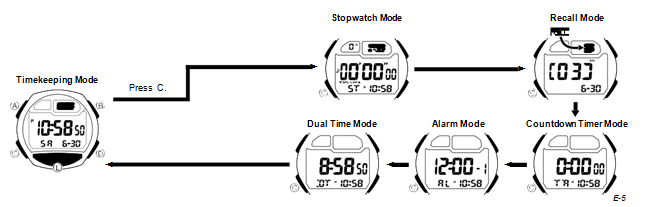 Stopwatch Mode
Recall Mode
Timekeeping Mode
Press C.
Dual Time Mode
Alarm Mode
Countdown Timer Mode
A
B
P
10:58 50
SA 6-30
C
D
L
0"
00'00"00
ST - 10:58
C
6-30
C
8:58 50
DT - 10:58
C
12:00 -1
AL - 10:58
C
0:00 00
TR - 10:58
C
E-5